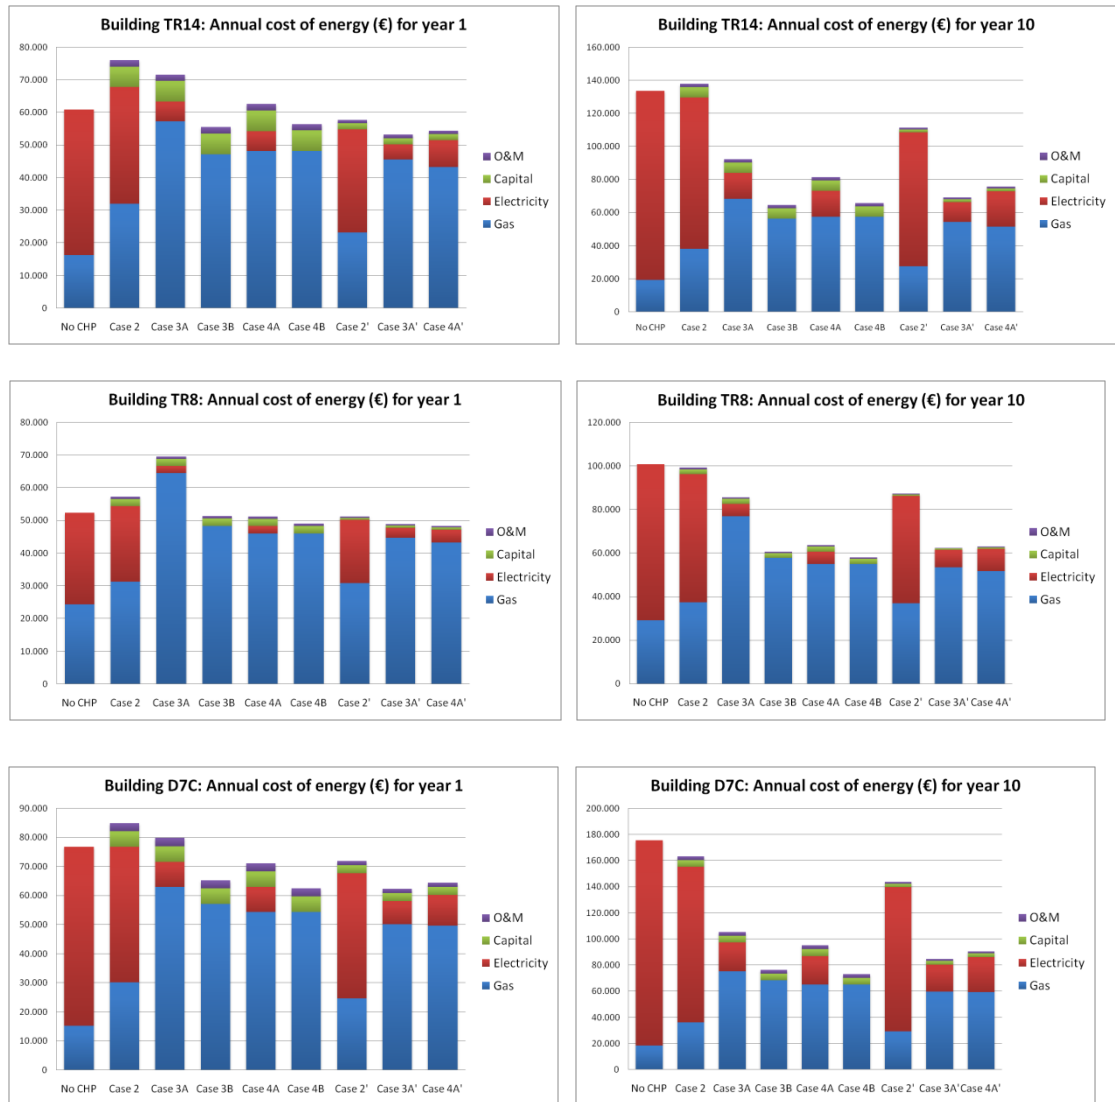 Building TR14: Annual cost of energy (€) for year 1
80.000
70.000
60.000
50.000
40.000
30.000
20.000
10.000
0
No CHP Case 2 Case 3A Case 3B Case 4A Case 4B Case 2' Case 3A' Case 4A'
O&M
Capital
Electricity
Gas
Building TR14: Annual cost of energy (€) for year 10
160.000
140.000
120.000
100.000
80.000
60.000
40.000
20.000
0
No CHP Case 2 Case 3A Case 3B Case 4A Case 4B Case 2' Case 3A' Case 4A'
O&M
Capital
Electricity
Gas
Building TR8: Annual cost of energy (€) for year 1
80.000
70.000
60.000
50.000
40.000
30.000
20.000
10.000
0
No CHP Case 2 Case 3A Case 3B Case 4A Case 4B Case 2' Case 3A' Case 4A'
O&M
Capital
Electricity
Gas
Building TR8: Annual cost of energy (€) for year 10
120.000
100.000
80.000
60.000
40.000
20.000
0
No CHP Case 2 Case 3A Case 3B Case 4A Case 4B Case 2' Case 3A' Case 4A'
O&M
Capital
Electricity
Gas
Building D7C: Annual cost of energy (€) for year 1
90.000
80.000
70.000
60.000
50.000
40.000
30.000
20.000
10.000
0
No CHP Case 2 Case 3A Case 3B Case 4A Case 4B Case 2' Case 3A' Case 4A'
O&M
Capital
Electricity
Gas
Building D7C: Annual cost of energy (€) for year 10
200.000
180.000
160.000
140.000
120.000
100.000
80.000
60.000
40.000
20.000
0
No CHP Case 2 Case 3A Case 3B Case 4A Case 4B Case 2' Case 3A' Case 4A'
O&M
Capital
Electricity
Gas